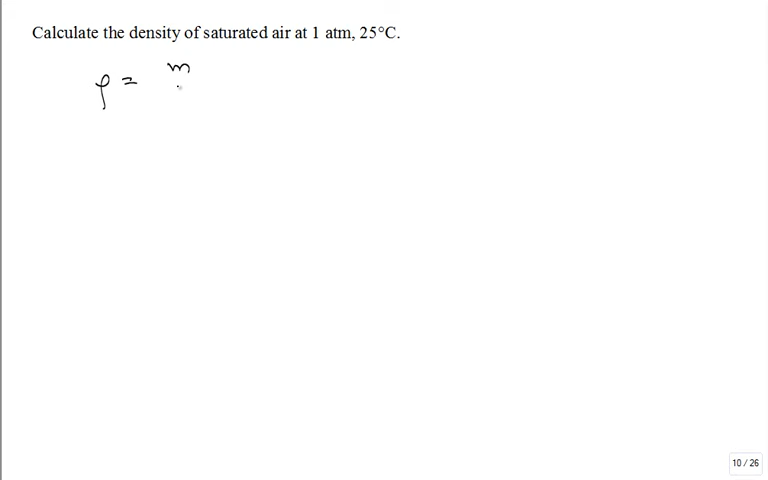 Calculate the density of saturated air at 1 atm, 25°C.
ρ = m
10 / 26